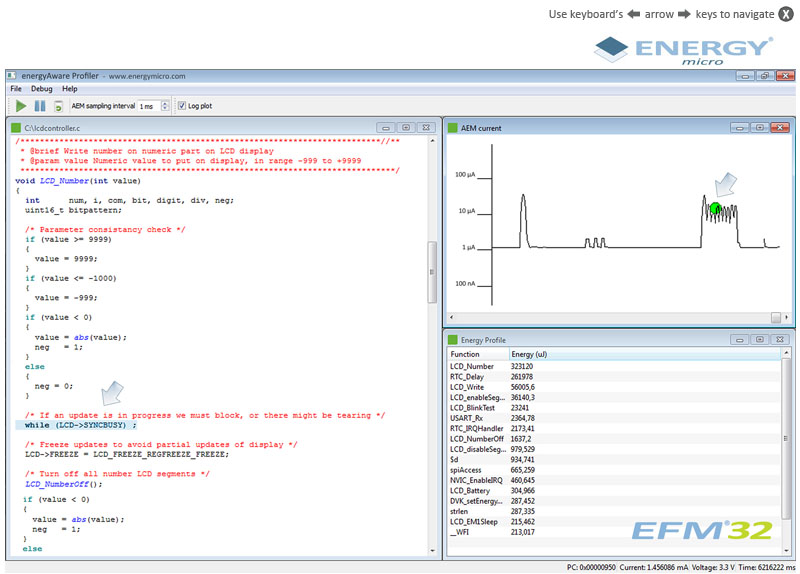 Use keyboard's arrow keys to navigate X
ENERGY
micro
energyAware Profiler - www.energymicro.com
File Debug Help
AEM sampling interval 1 ms Log plot
C:\lcdcontroller.c
/**************************************************************************//**
* @brief Write number on numeric part on LCD display
* @param value Numeric value to put on display, in range -999 to +9999
*****************************************************************************/
void LCD_Number(int value)
{
int num, i, com, bit, digit, div, neg;
uint16_t bitpattern;
/* Parameter consistancy check */
if (value >= 9999)
{
value = 9999;
}
if (value <= -1000)
{
value = -999;
}
if (value < 0)
{
value = abs(value);
neg = 1;
}
else
{
neg = 0;
}
/* If an update is in progress we must block, or there might be tearing */
while (LCD->SYNCBUSY) ;
/* Freeze updates to avoid partial updates of display */
LCD->FREEZE = LCD_FREEZE_REGFREEZE_FREEZE;
/* Turn off all number LCD segments */
LCD_NumberOff();
if (value < 0)
{
value = abs(value);
neg = 1;
}
else
AEM current
100 µA
10 µA
1 µA
100 nA
Energy Profile
Function Energy (uJ)
LCD_Number 323120
RTC_Delay 261978
LCD_Write 56005,6
LCD_enableSeg... 36140,3
LCD_BlinkTest 23241
USART_Rx 2364,78
RTC_IRQHandler 2173,41
LCD_NumberOff 1637,2
LCD_disableSeg... 979,529
$d 934,741
spiAccess 665,259
NVIC_EnableIRQ 460,645
LCD_Battery 304,966
DVK_setEnergy... 287,452
strlen 287,335
LCD_EM1Sleep 215,462
__WFI 213,017
EFM®32
PC: 0x00000950 Current: 1.456086 mA Voltage: 3.3 V Time: 6216222 ms